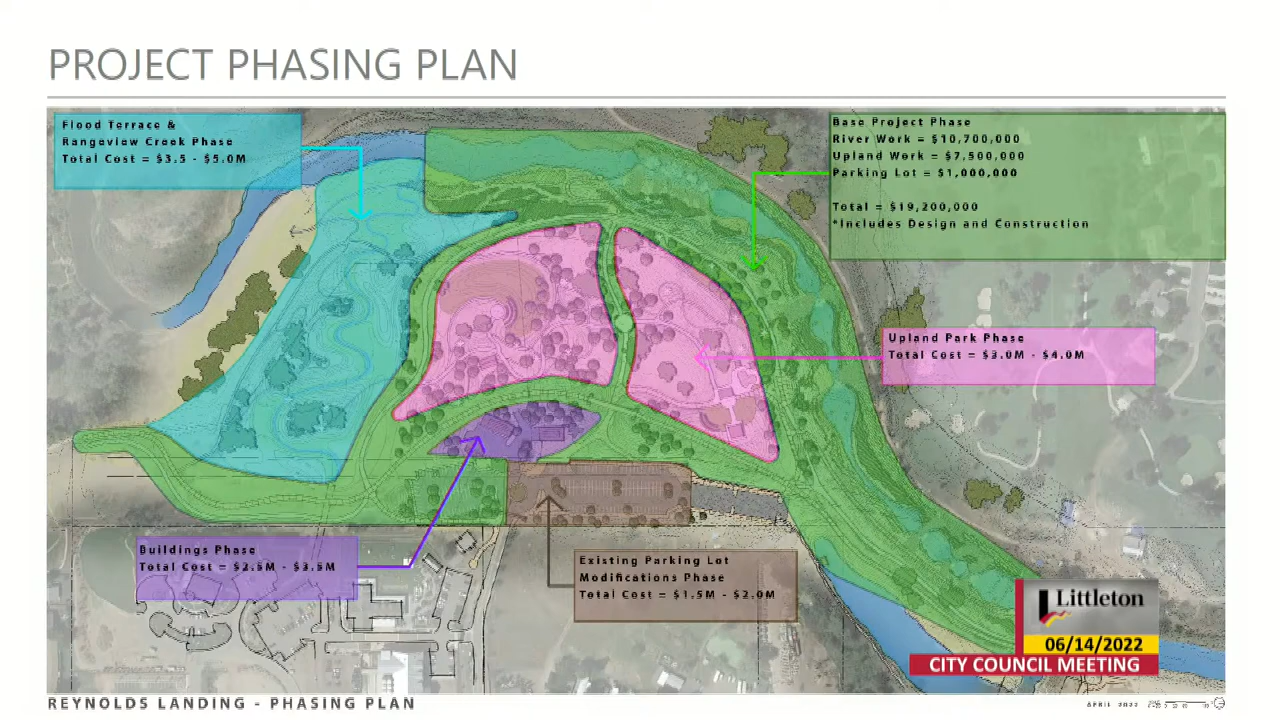 PROJECT PHASING PLAN
Flood Terrace &
Rangeview Creek Phase
Total Cost = $3.5 - $5.0M
Base Project Phase
River Work = $10,700,000
Upland Work = $7,500,000
Parking Lot = $1,000,000
Total = $19,200,000
*Includes Design and Construction
Upland Park Phase
Total Cost = $3.0M - $4.0M
Buildings Phase
Total Cost = $2.5M - $3.5M
Existing Parking Lot
Modifications Phase
Total Cost = $1.5M - $2.0M
Littleton
06/14/2022
CITY COUNCIL MEETING
REYNOLDS LANDING - PHASING PLAN
APRIL 2022